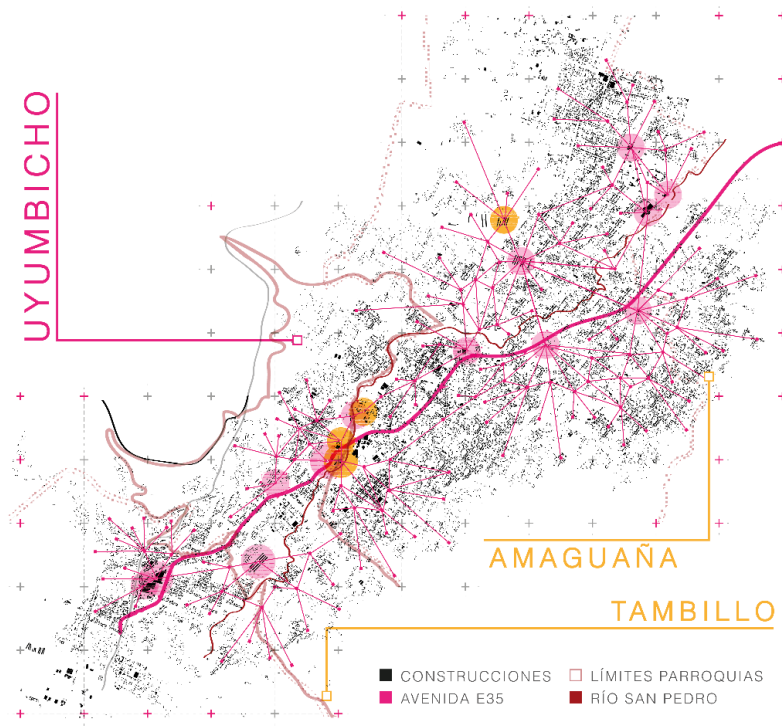 UYUMBICHO
AMAGUAÑA
TAMBILLO
CONSTRUCCIONES
LÍMITES PARROQUIAS
AVENIDA E35
RÍO SAN PEDRO